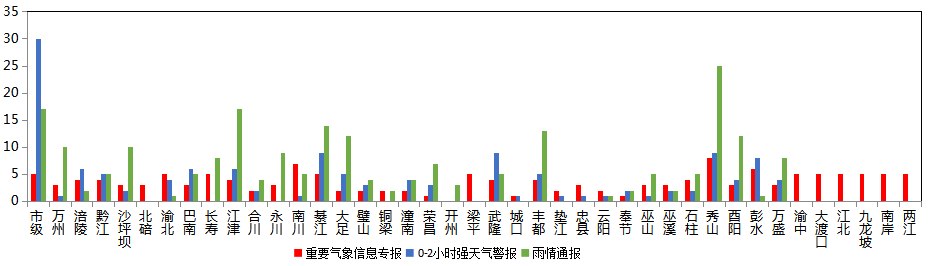 35
30
25
20
15
10
5
0
市级
万州
涪陵
黔江
沙坪坝
北碚
渝北
巴南
长寿
江津
合川
永川
南川
綦江
大足
璧山
铜梁
潼南
荣昌
开州
梁平
武隆
城口
丰都
垫江
忠县
云阳
奉节
巫山
巫溪
石柱
秀山
酉阳
彭水
万盛
渝中
大渡口
江北
九龙坡
南岸
两江
重要气象信息专报 0-2小时强天气警报 雨情通报